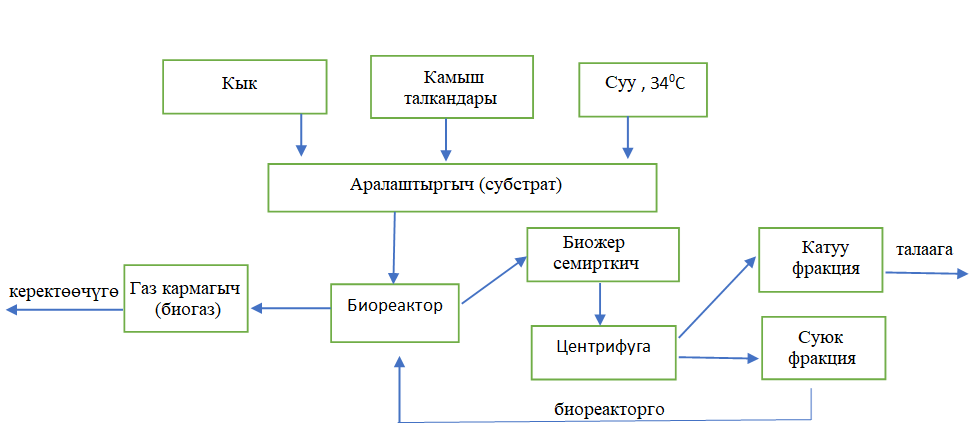 Кык
Камыш
талкандары
Суу , 34⁰С
Аралаштыргыч (субстрат)
Биожер
семирткич
Катуу
фракция
талаага
керектөөчүгө
Газ кармагыч
(биогаз)
Биореактор
Центрифуга
Суюк
фракция
биореакторго